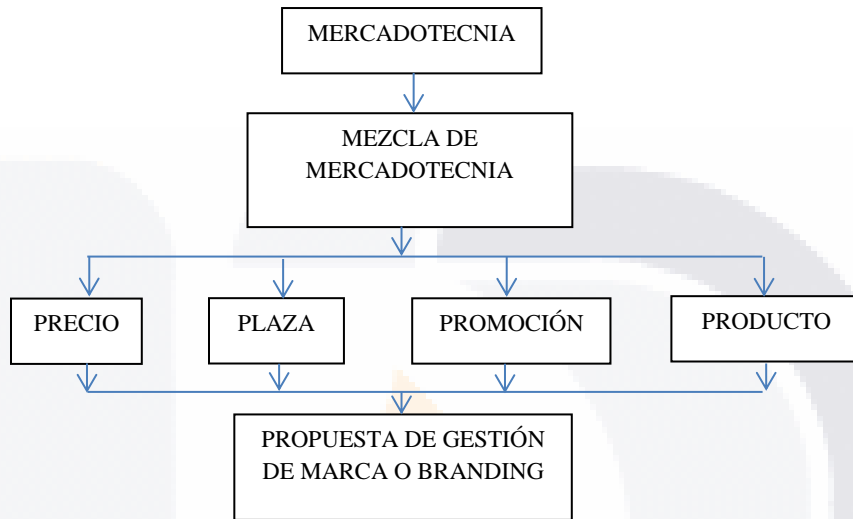 MERCADOTECNIA
MEZCLA DE
MERCADOTECNIA
PRECIO
PLAZA
PROMOCIÓN
PRODUCTO
PROPUESTA DE GESTIÓN
DE MARCA O BRANDING